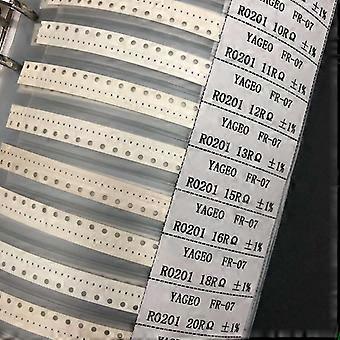 YAGEO FR-07
R0201 10RΩ ±1%
YAGEO FR-07
R0201 11RΩ ±1%
YAGEO FR-07
R0201 12RΩ ±1%
YAGEO FR-07
R0201 13RΩ ±1%
YAGEO FR-07
R0201 15RΩ ±1%
YAGEO FR-07
R0201 16RΩ ±1%
YAGEO FR-07
R0201 18RΩ ±1%
YAGEO FR-07
R0201 20RΩ ±1%